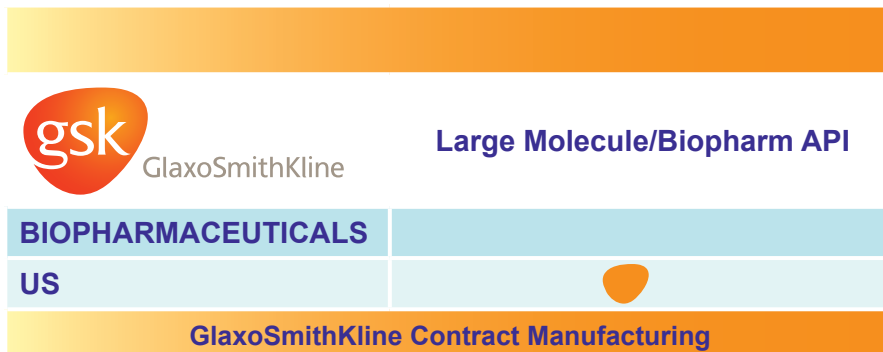 gsk
GlaxoSmithKline
Large Molecule/Biopharm API
BIOPHARMACEUTICALS
US
GlaxoSmithKline Contract Manufacturing